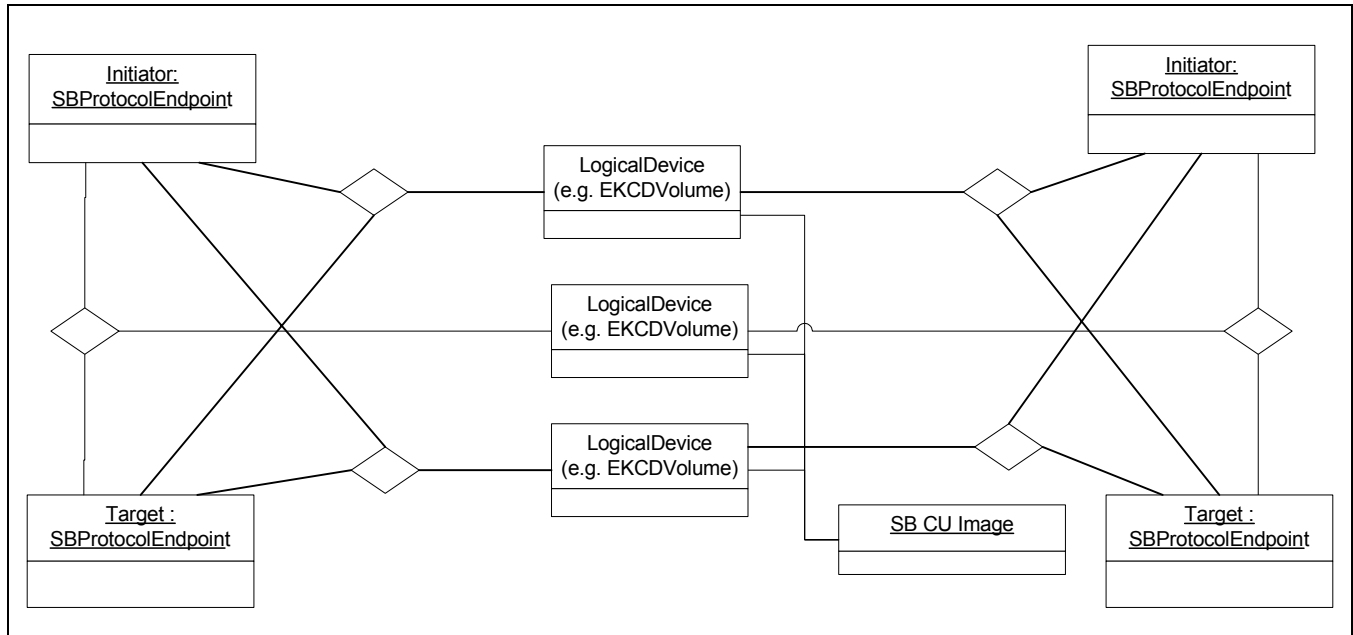 Initiator:
SBProtocolEndpoint
Initiator:
SBProtocolEndpoint
LogicalDevice
(e.g. EKCDVolume)
LogicalDevice
(e.g. EKCDVolume)
LogicalDevice
(e.g. EKCDVolume)
Target :
SBProtocolEndpoint
SB CU Image
Target :
SBProtocolEndpoint